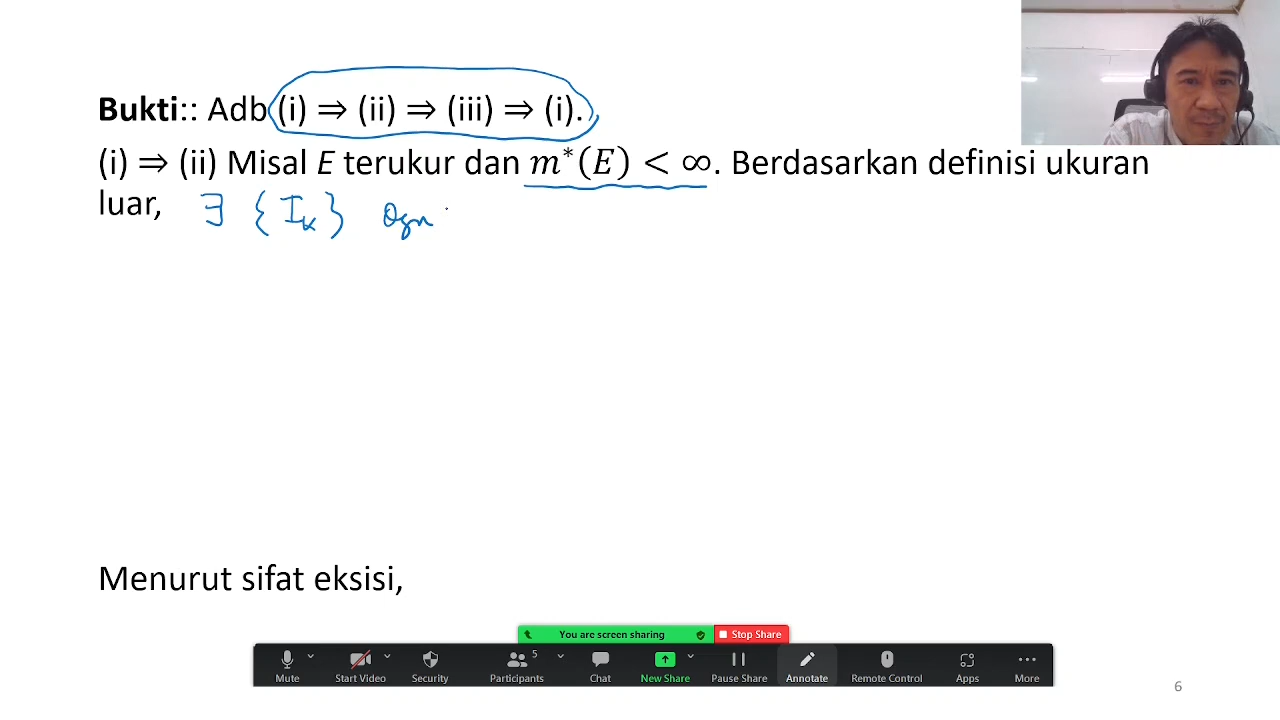 Bukti:: Adb (i) ⇒ (ii) ⇒ (iii) ⇒ (i).
(i) ⇒ (ii) Misal E terukur dan m*(E) < ∞. Berdasarkan definisi ukuran
luar, ∃ {I_k} dgn
Menurut sifat eksisi,
You are screen sharing Stop Share
Mute Start Video Security Participants 5 Chat New Share Pause Share Annotate Remote Control Apps More
6